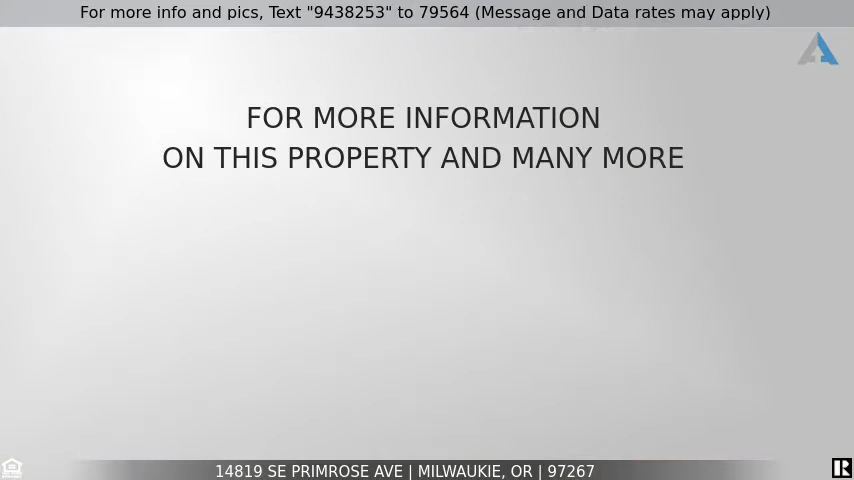 For more info and pics, Text "9438253" to 79564 (Message and Data rates may apply)
FOR MORE INFORMATION
ON THIS PROPERTY AND MANY MORE
14819 SE PRIMROSE AVE | MILWAUKIE, OR | 97267